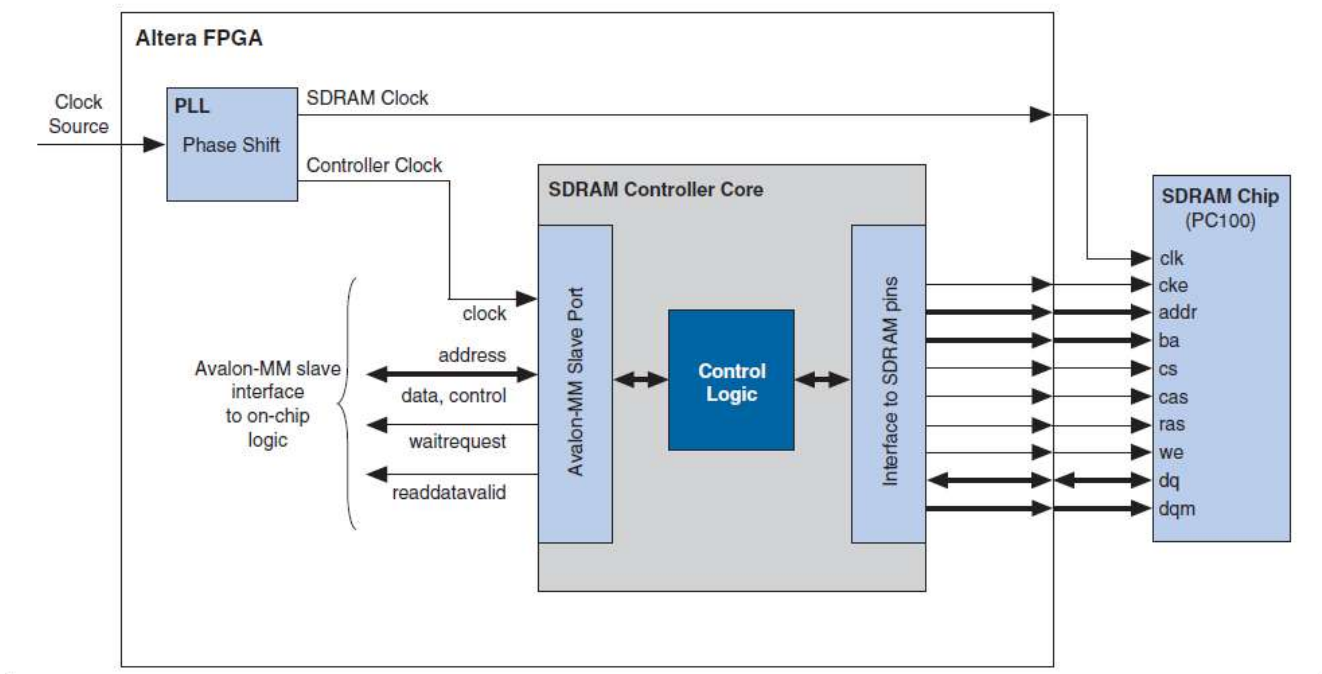 Altera FPGA
Clock
Source
PLL
Phase Shift
SDRAM Clock
Controller Clock
SDRAM Controller Core
SDRAM Chip
(PC100)
Avalon-MM slave
interface
to on-chip
logic
clock
address
data, control
waitrequest
readdatavalid
Avalon-MM Slave Port
Control
Logic
Interface to SDRAM pins
clk
cke
addr
ba
cs
cas
ras
we
dq
dqm